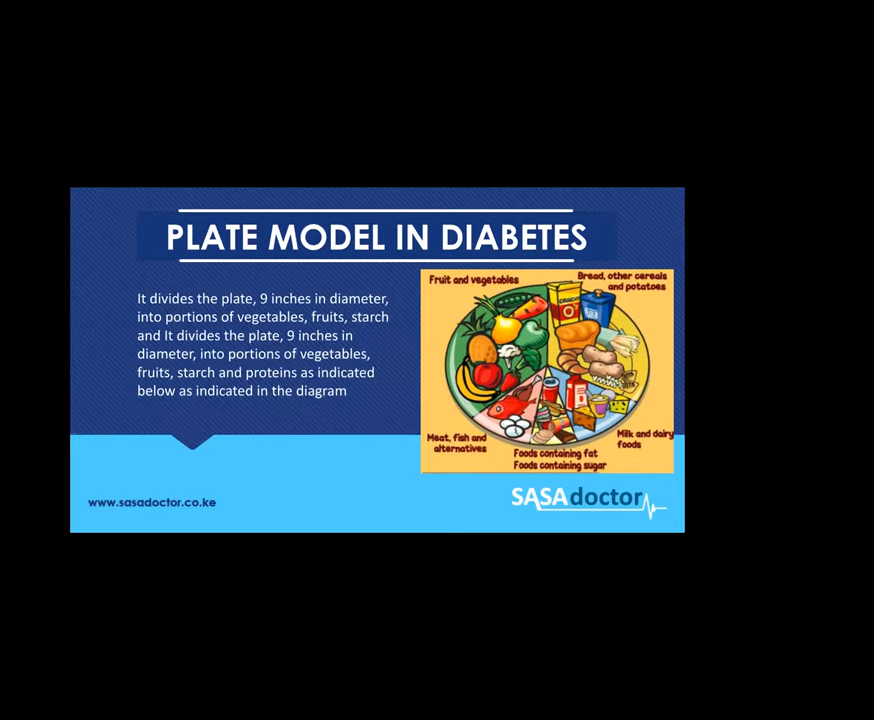 PLATE MODEL IN DIABETES
It divides the plate, 9 inches in diameter,
into portions of vegetables, fruits, starch
and It divides the plate, 9 inches in
diameter, into portions of vegetables,
fruits, starch and proteins as indicated
below as indicated in the diagram
Fruit and vegetables
Bread, other cereals
and potatoes
Meat, fish and
alternatives
Foods containing fat
Foods containing sugar
Milk and dairy
foods
www.sasadoctor.co.ke
SASAdoctor